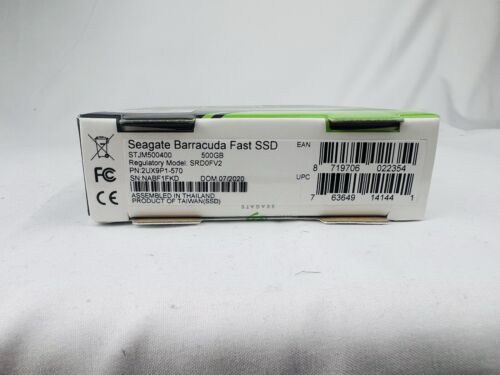 Seagate Barracuda Fast SSD
STJM500400 500GB
Regulatory Model: SRD0FV2
PN:2UX9P1-570
SN:NABF1FKD DOM:07/2020
ASSEMBLED IN THAILAND
PRODUCT OF TAIWAN(SSD)
FC
CE
EAN
8 719706 022354
UPC
7 63649 14144 1
SEAGATE